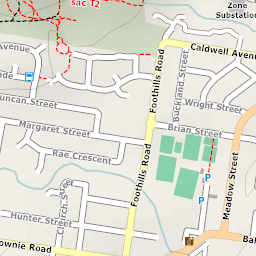 sac T2
Zone
Substation
Avenue
Caldwell Avenue
Foothills Road
Buckland Street
Wright Street
Duncan Street
Margaret Street
Brian Street
Rae Crescent
Foothills Road
P
Meadow Street
P
Church Street
Hunter Street
Brownie Road